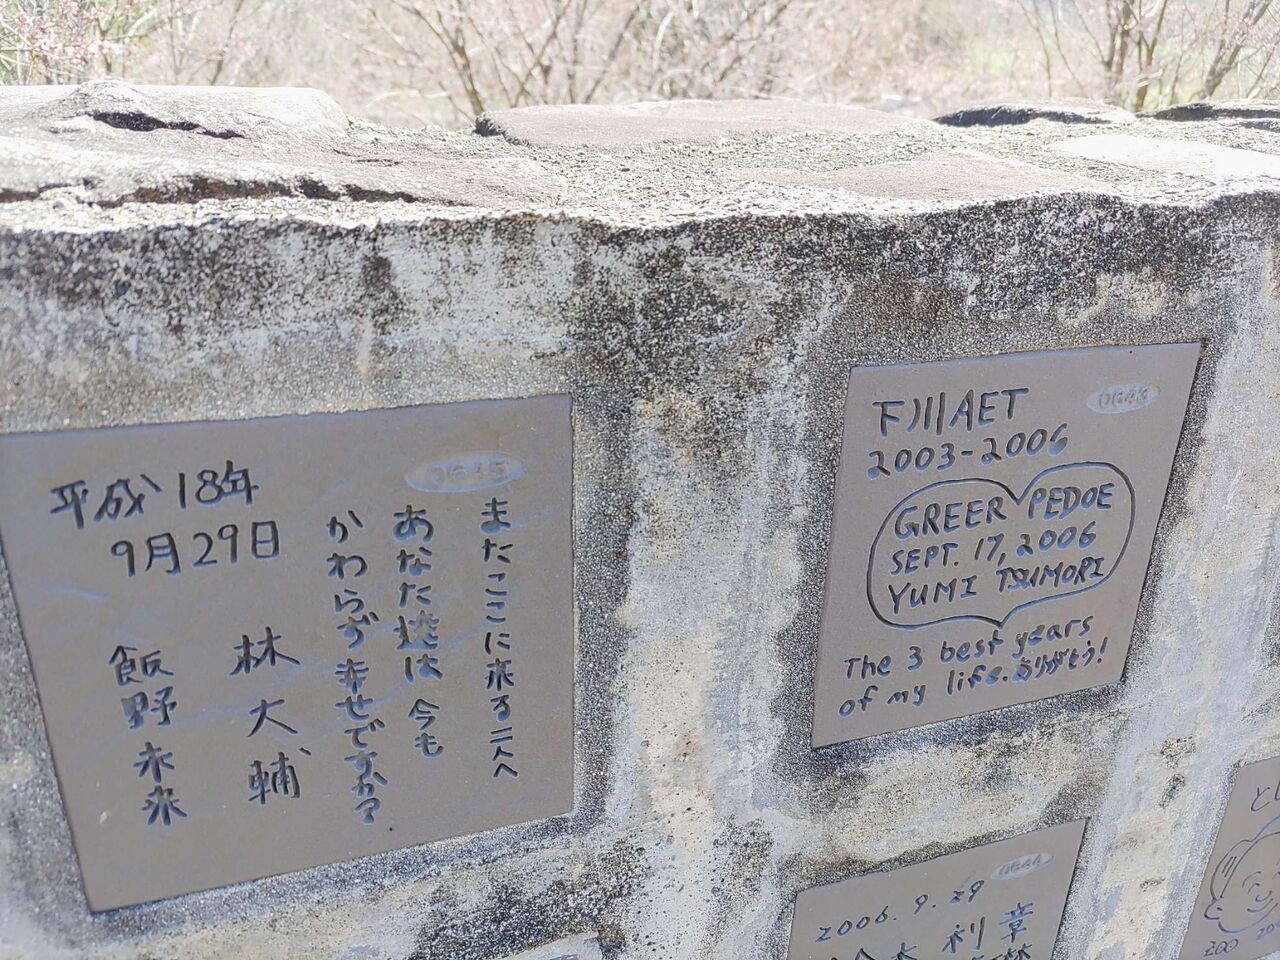 平成18年
9月29日
0645
またここに来る二人へ
あなた達は 今も
かわらず幸せですか?
林 大輔
飯野未来
下川AET
2003-2006
GREER PEDOE
SEPT. 17, 2006
YUMI TSUMORI
The 3 best years
of my life. ありがとう!
0644
2006.9.29